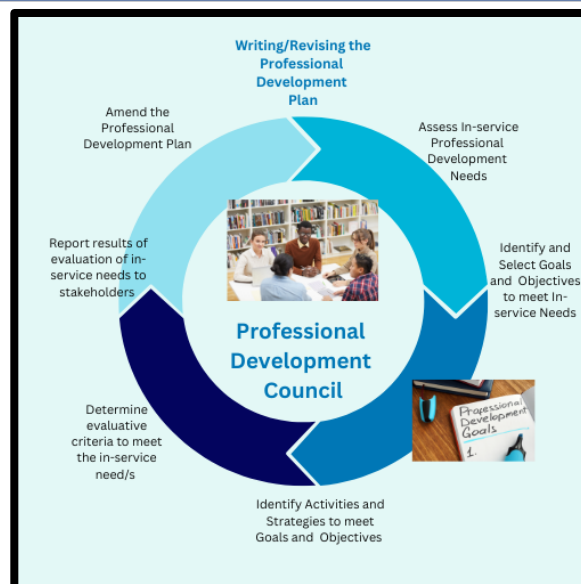 Writing/Revising the
Professional
Development
Plan
Assess In-service
Professional
Development
Needs
Identify and
Select Goals
and Objectives
to meet In-
service Needs
Professional
Development
Goals
1.
Identify Activities and
Strategies to meet
Goals and Objectives
Determine
evaluative
criteria to meet
the in-service
need/s
Report results of
evaluation of in-
service needs to
stakeholders
Amend the
Professional
Development Plan
Professional
Development
Council